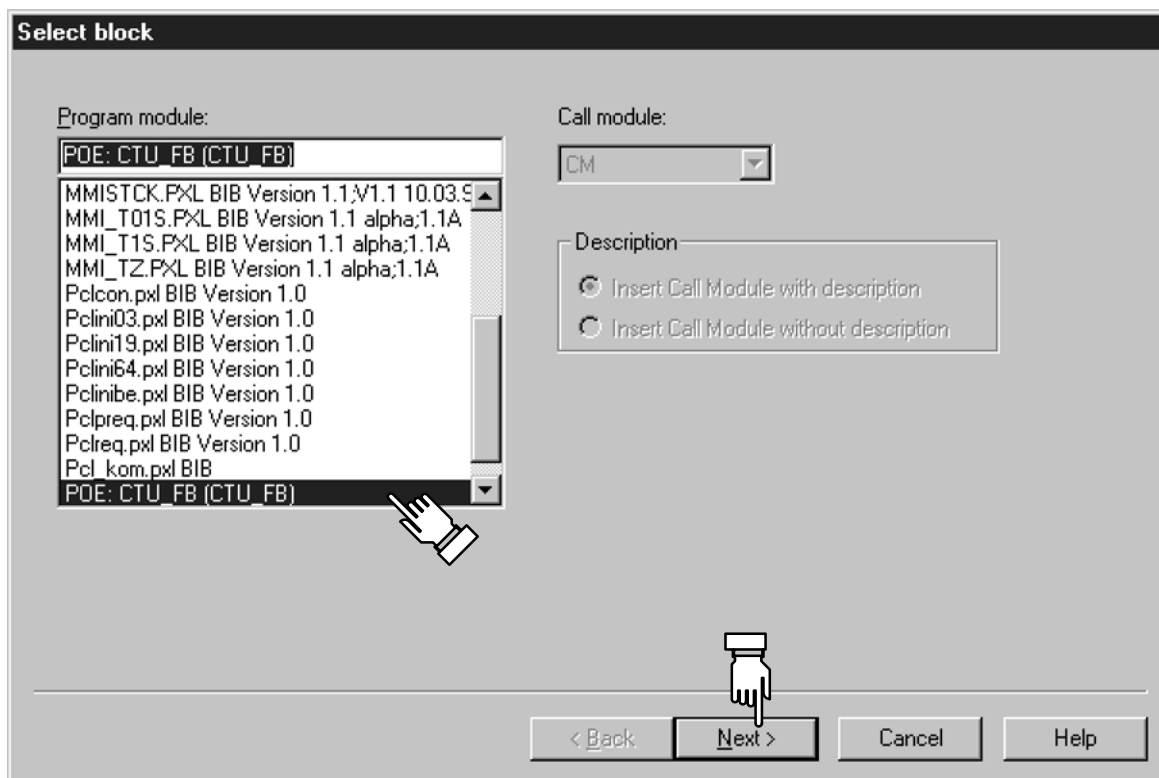 Select block
Program module:
POE: CTU_FB (CTU_FB)
MMISTCK.PXL BIB Version 1.1;V1.1 10.03.9
MMI_T01S.PXL BIB Version 1.1 alpha;1.1A
MMI_T1S.PXL BIB Version 1.1 alpha;1.1A
MMI_TZ.PXL BIB Version 1.1 alpha;1.1A
Pclcon.pxl BIB Version 1.0
Pclini03.pxl BIB Version 1.0
Pclini19.pxl BIB Version 1.0
Pclini64.pxl BIB Version 1.0
Pclinibe.pxl BIB Version 1.0
Pclpreq.pxl BIB Version 1.0
Pclreq.pxl BIB Version 1.0
Pcl_kom.pxl BIB
POE: CTU_FB (CTU_FB)
Call module:
CM
Description
Insert Call Module with description
Insert Call Module without description
< Back
Next >
Cancel
Help